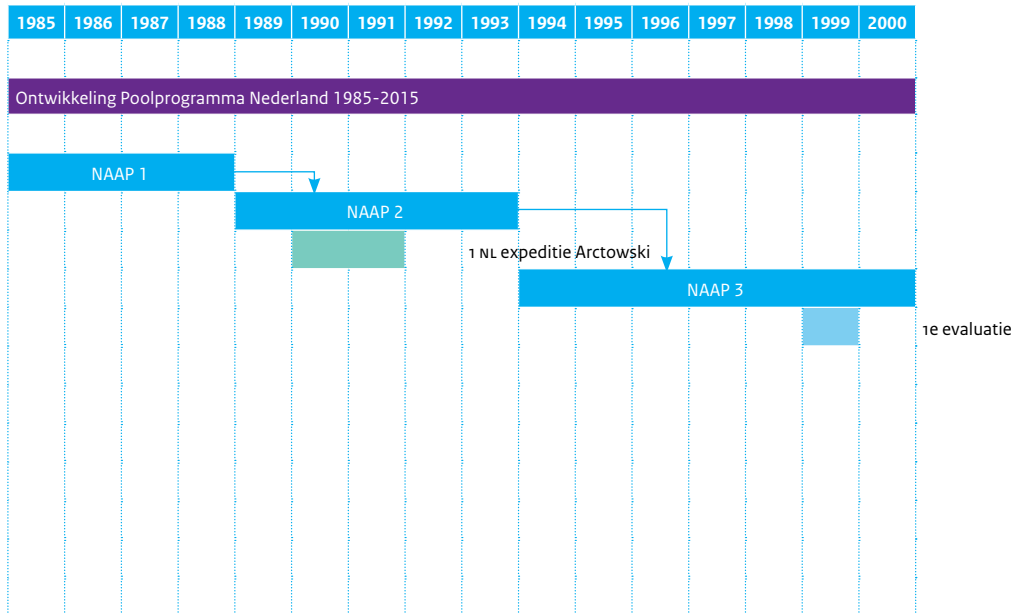 1985 1986 1987 1988 1989 1990 1991 1992 1993 1994 1995 1996 1997 1998 1999 2000
Ontwikkeling Poolprogramma Nederland 1985-2015
NAAP 1
NAAP 2
1 NL expeditie Arctowski
NAAP 3
1e evaluatie